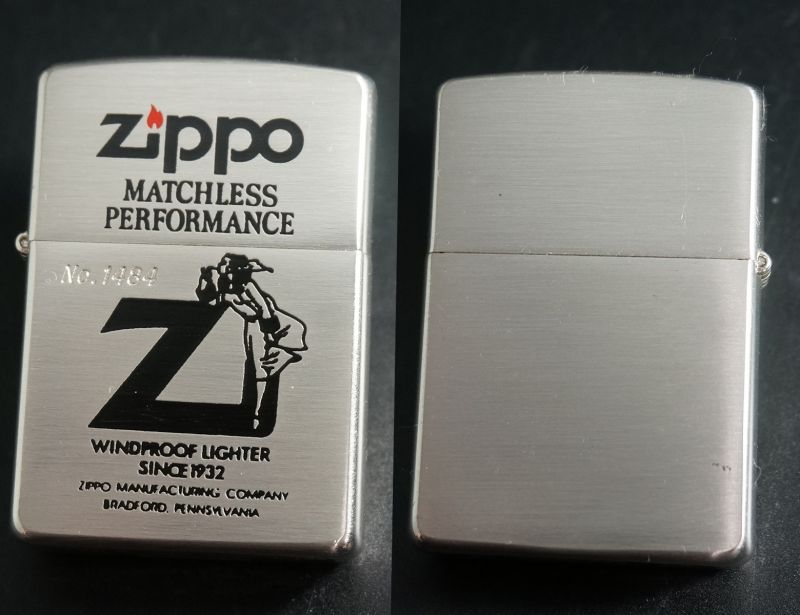 Zippo
MATCHLESS
PERFORMANCE
No. 1484
Z
WINDPROOF LIGHTER
SINCE 1932
ZIPPO MANUFACTURING COMPANY
BRADFORD, PENNSYLVANIA